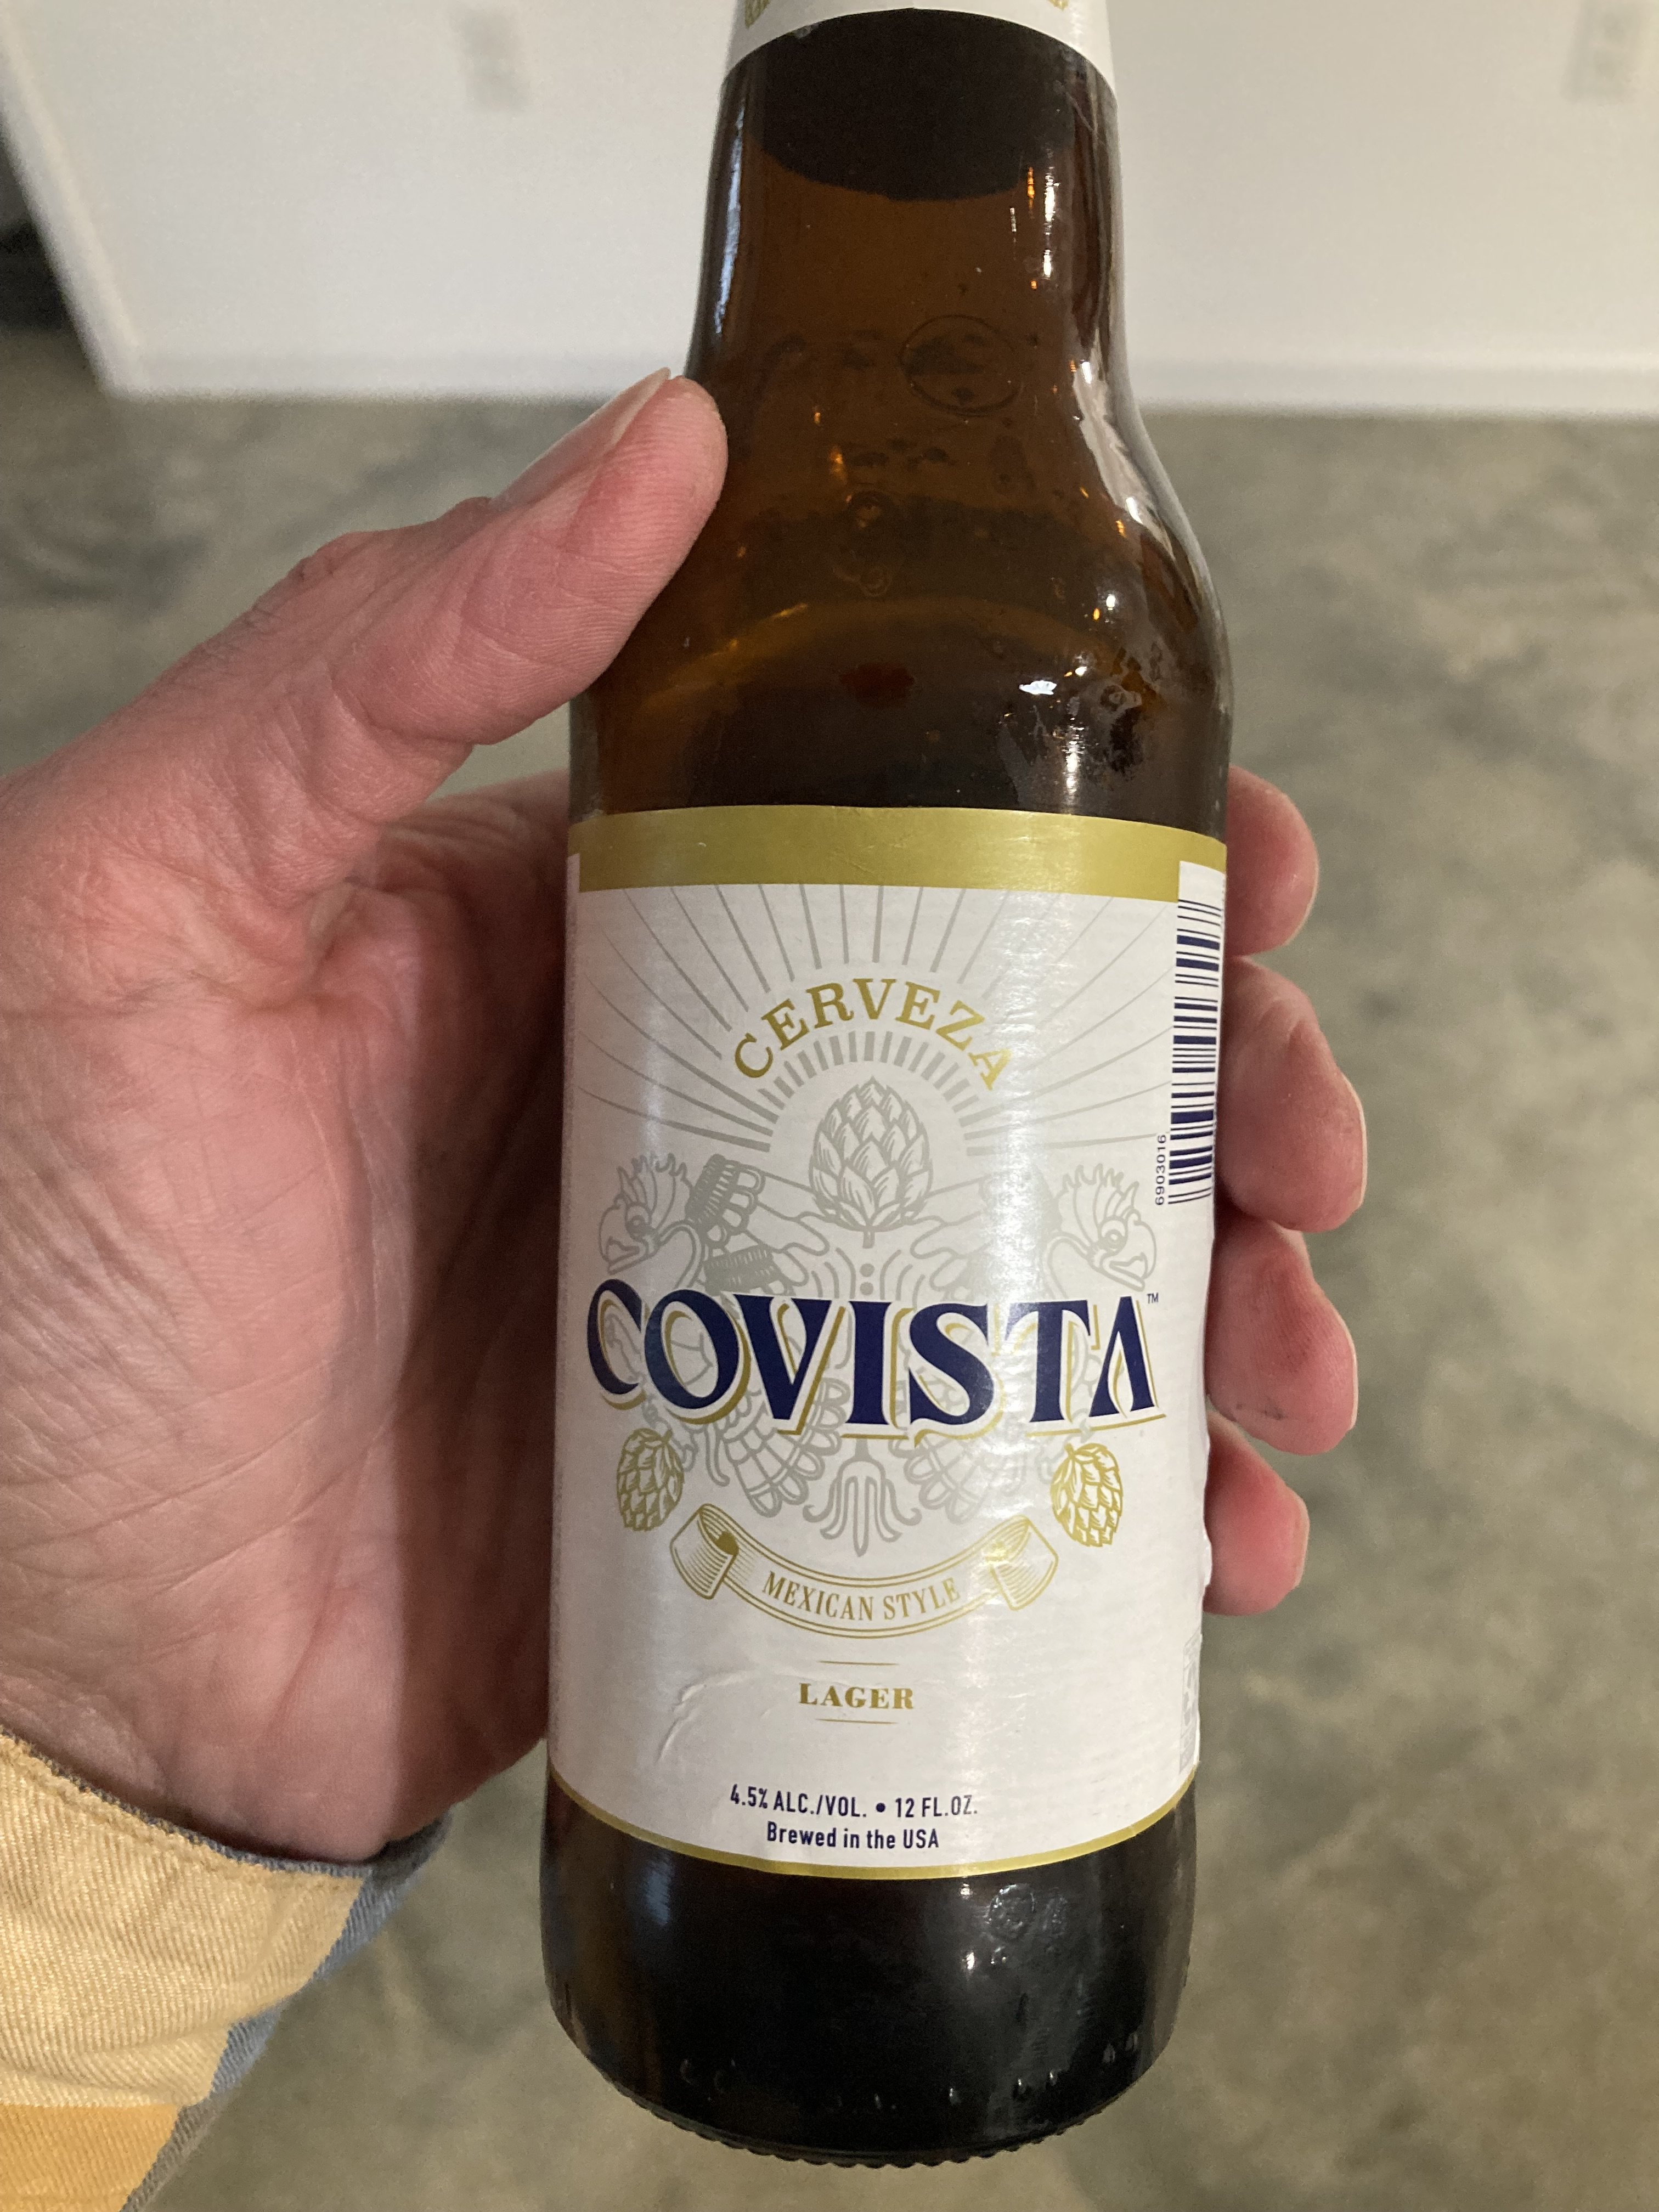 CERVEZA
COVISTA™
MEXICAN STYLE
LAGER
4.5% ALC./VOL. • 12 FL.OZ.
Brewed in the USA
6903016